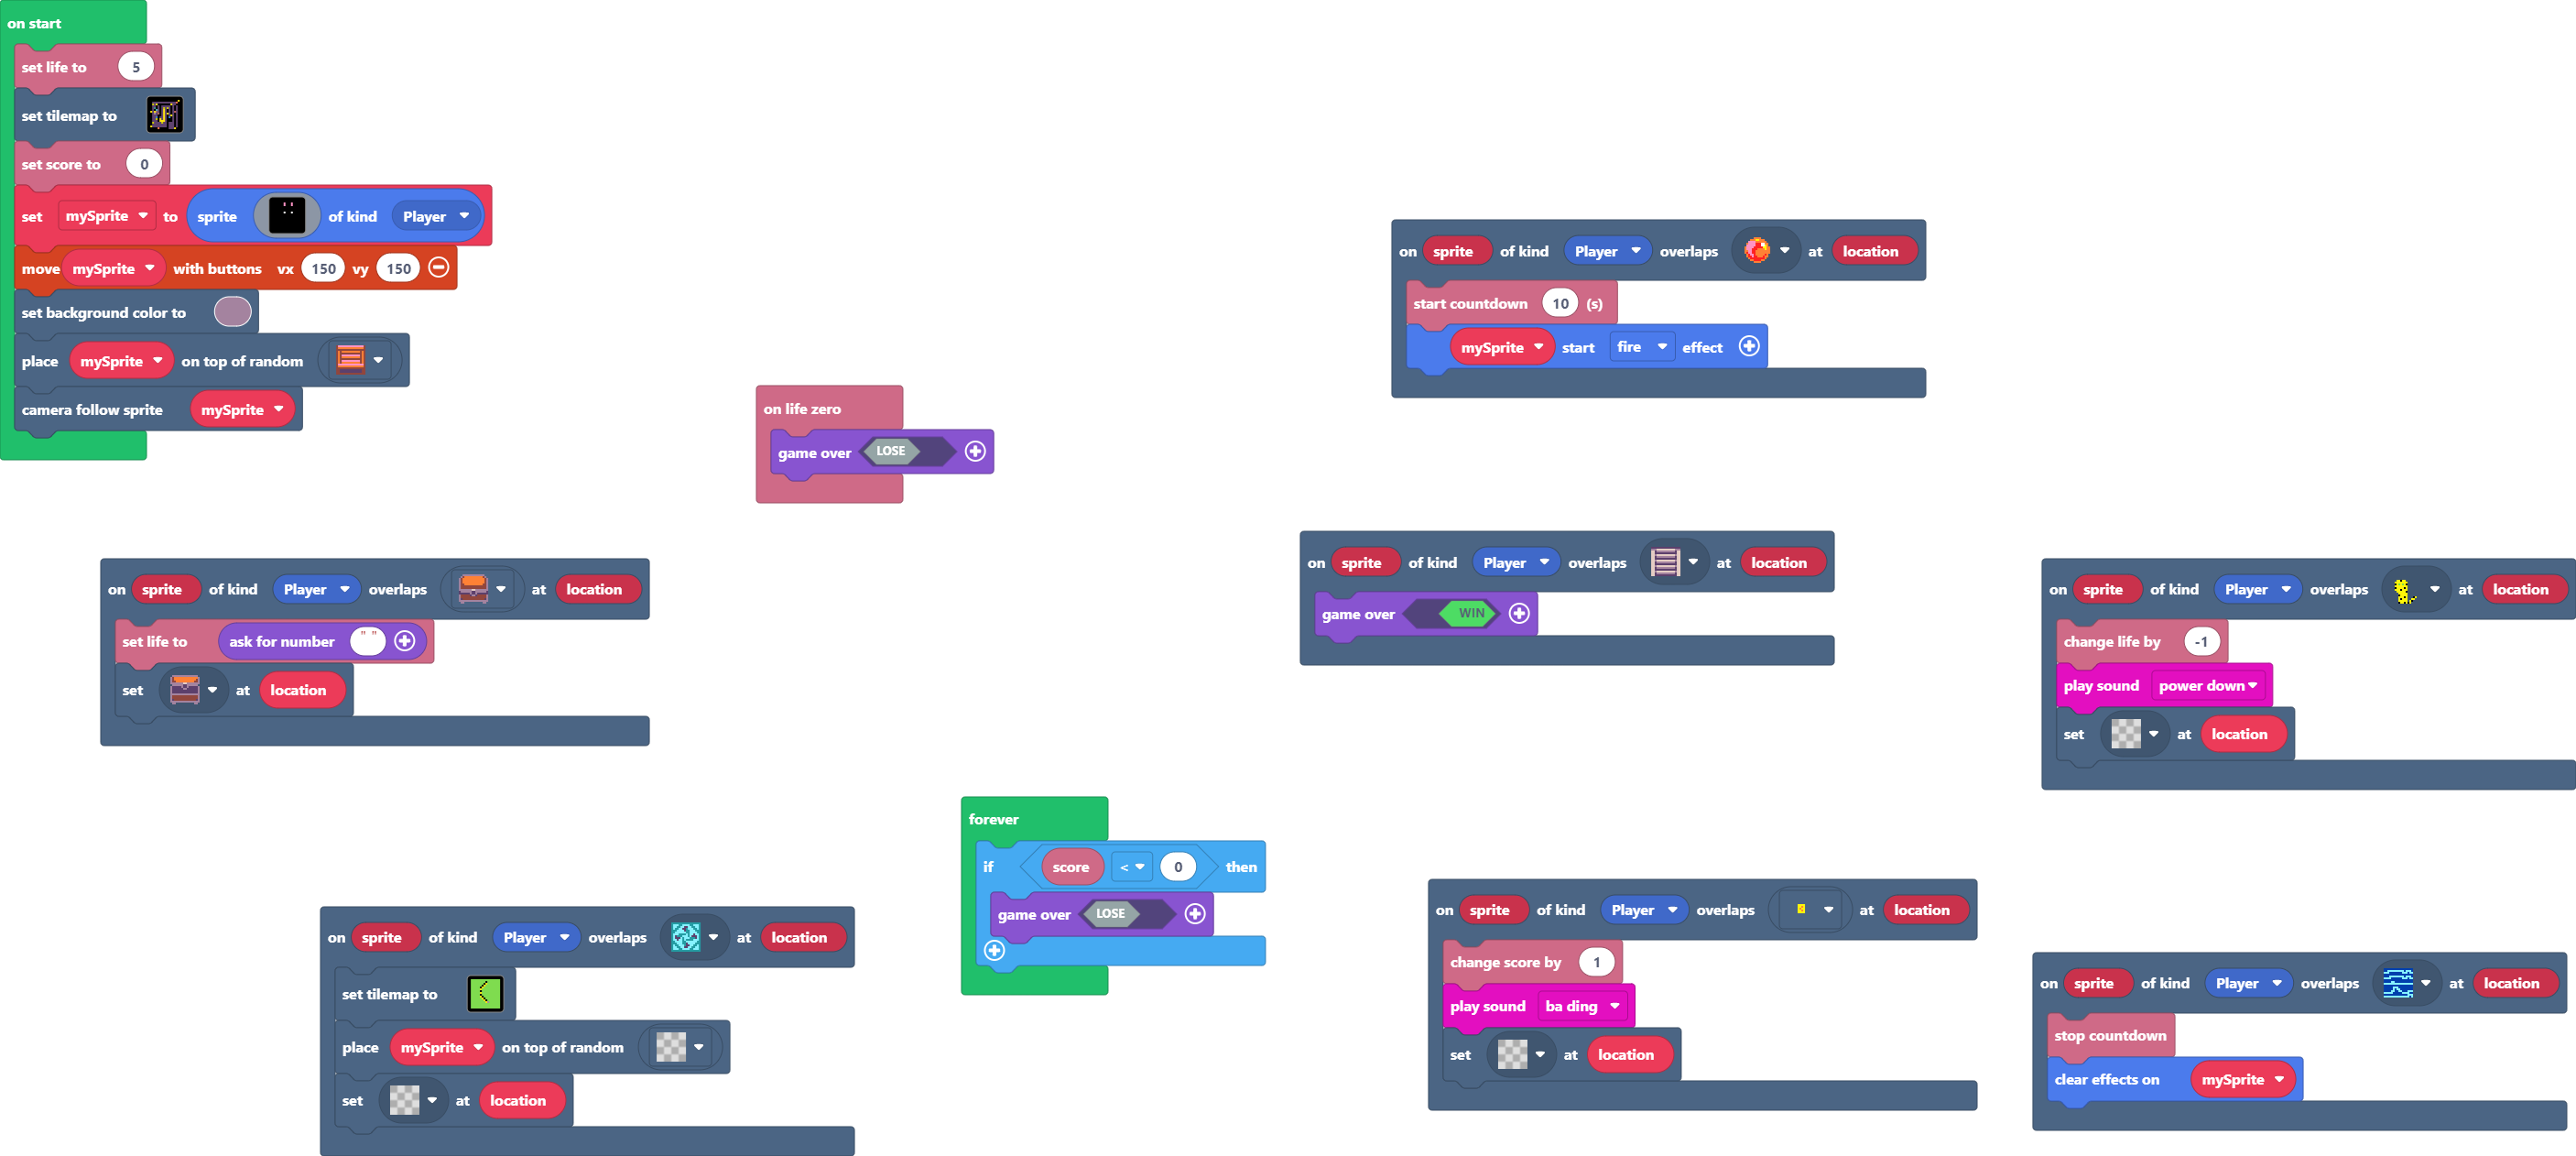 on start
set life to 5
set tilemap to
set score to 0
set mySprite to sprite of kind Player
move mySprite with buttons vx 150 vy 150
set background color to
place mySprite on top of random
camera follow sprite mySprite
on life zero
game over LOSE
on sprite of kind Player overlaps at location
start countdown 10 (s)
mySprite start fire effect
on sprite of kind Player overlaps at location
set life to ask for number " "
set at location
on sprite of kind Player overlaps at location
game over WIN
on sprite of kind Player overlaps at location
change life by -1
play sound power down
set at location
forever
if score < 0 then
game over LOSE
on sprite of kind Player overlaps at location
set tilemap to
place mySprite on top of random
set at location
on sprite of kind Player overlaps at location
change score by 1
play sound ba ding
set at location
on sprite of kind Player overlaps at location
stop countdown
clear effects on mySprite